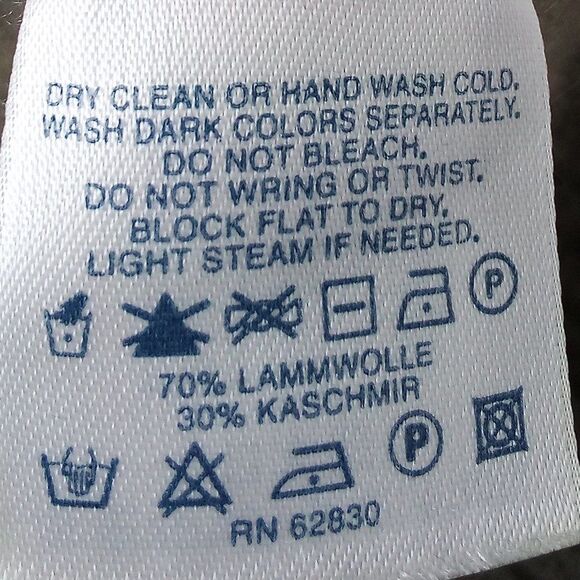 DRY CLEAN OR HAND WASH COLD.
WASH DARK COLORS SEPARATELY.
DO NOT BLEACH.
DO NOT WRING OR TWIST.
BLOCK FLAT TO DRY.
LIGHT STEAM IF NEEDED.
P
70% LAMMWOLLE
30% KASCHMIR
P
RN 62830